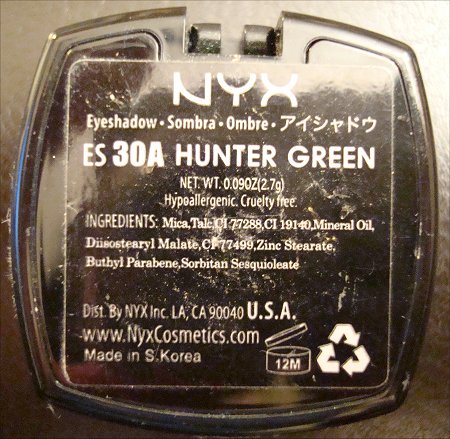 NYX
Eyeshadow • Sombra • Ombre • アイシャドウ
ES 30A HUNTER GREEN
NET. WT. 0.09OZ(2.7g)
Hypoallergenic. Cruelty free.
INGREDIENTS: Mica,Talc,CI 77288,CI 19140,Mineral Oil,
Diisostearyl Malate,CI 77499,Zinc Stearate,
Buthyl Parabene,Sorbitan Sesquioleate
Dist. By NYX Inc. LA, CA 90040 U.S.A.
www.NyxCosmetics.com
Made in S.Korea
12M